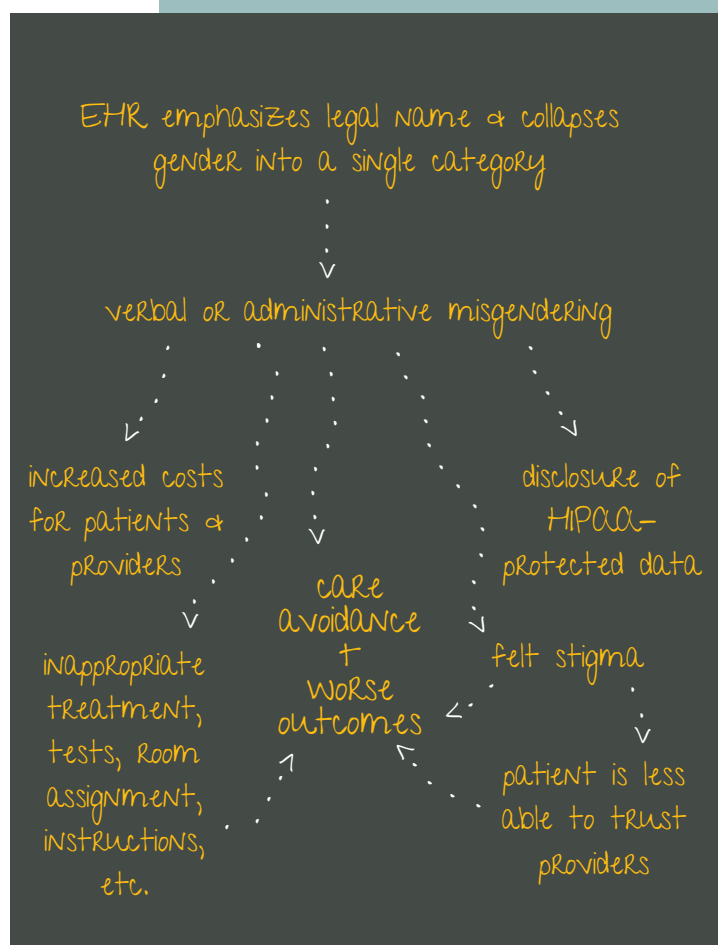 EHR emphasizes legal name & collapses
gender into a single category
verbal or administrative misgendering
increased costs
for patients &
providers
disclosure of
HIPAA-
protected data
care
avoidance
+
worse
outcomes
inappropriate
treatment,
tests, room
assignment,
instructions,
etc.
felt stigma
patient is less
able to trust
providers